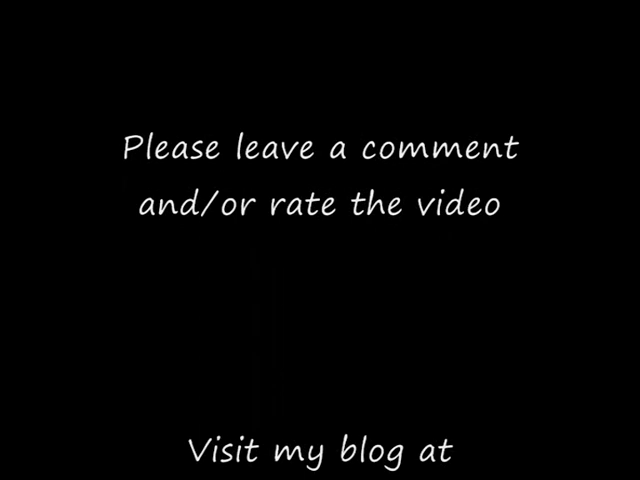 Please leave a comment
and/or rate the video
Visit my blog at